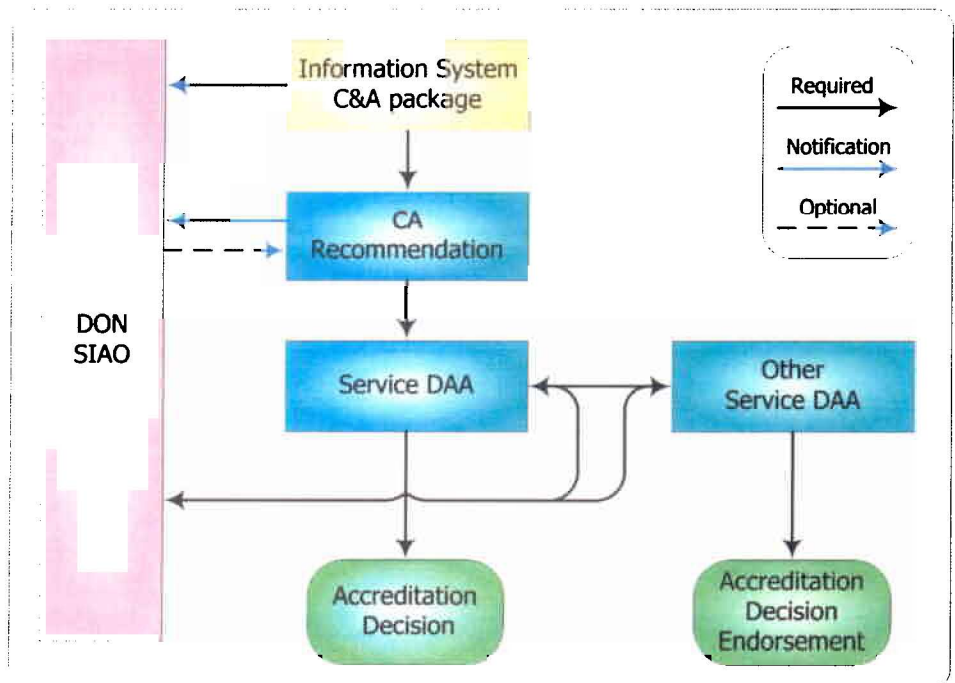 Information System
C&A package
Required
Notification
Optional
CA
Recommendation
DON
SIAO
Service DAA
Other
Service DAA
Accreditation
Decision
Accreditation
Decision
Endorsement